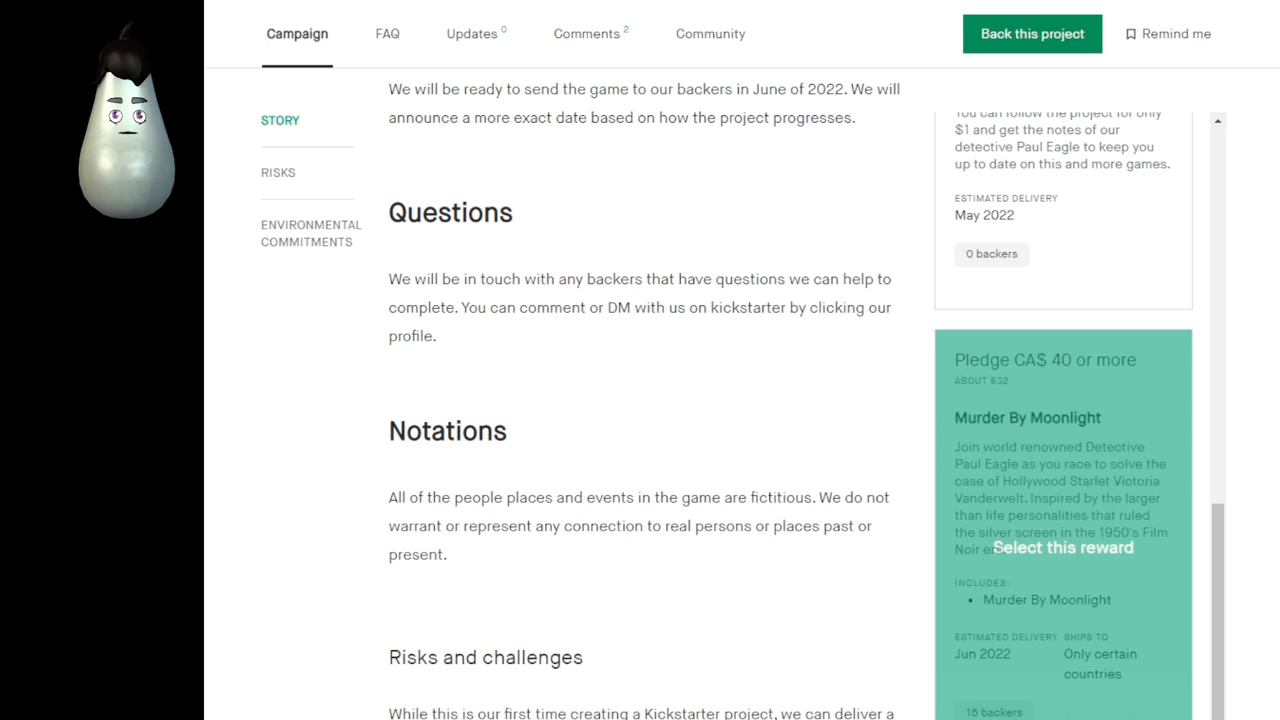 Campaign
FAQ
Updates 0
Comments 2
Community
Back this project
Remind me
STORY
RISKS
ENVIRONMENTAL
COMMITMENTS
We will be ready to send the game to our backers in June of 2022. We will
announce a more exact date based on how the project progresses.
Questions
We will be in touch with any backers that have questions we can help to
complete. You can comment or DM with us on kickstarter by clicking our
profile.
Notations
All of the people places and events in the game are fictitious. We do not
warrant or represent any connection to real persons or places past or
present.
Risks and challenges
While this is our first time creating a Kickstarter project, we can deliver a
You can follow the project for only
$1 and get the notes of our
detective Paul Eagle to keep you
up to date on this and more games.
ESTIMATED DELIVERY
May 2022
0 backers
Pledge CA$ 40 or more
ABOUT $32
Murder By Moonlight
Join world renowned Detective
Paul Eagle as you race to solve the
case of Hollywood Starlet Victoria
Vanderwelt. Inspired by the larger
than life personalities that ruled
the silver screen in the 1950's Film
Noir
Select this reward
INCLUDES:
• Murder By Moonlight
ESTIMATED DELIVERY
Jun 2022
SHIPS TO
Only certain
countries
15 backers